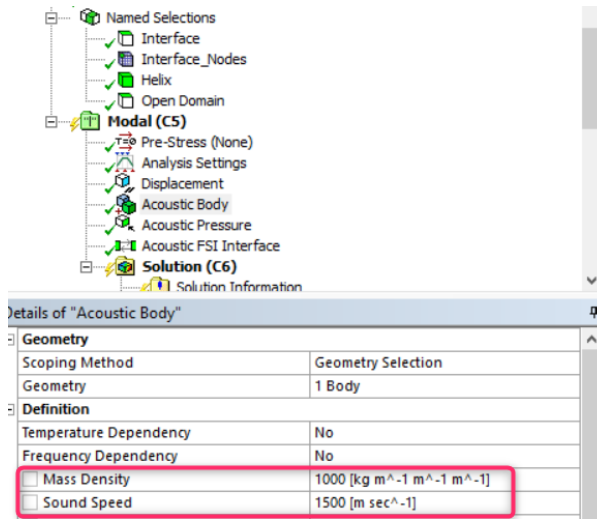 Named Selections
Interface
Interface_Nodes
Helix
Open Domain
Modal (C5)
T=0 Pre-Stress (None)
Analysis Settings
Displacement
Acoustic Body
Acoustic Pressure
Acoustic FSI Interface
Solution (C6)
Solution Information
Details of "Acoustic Body"
Geometry
Scoping Method Geometry Selection
Geometry 1 Body
Definition
Temperature Dependency No
Frequency Dependency No
Mass Density 1000 [kg m^-1 m^-1 m^-1]
Sound Speed 1500 [m sec^-1]